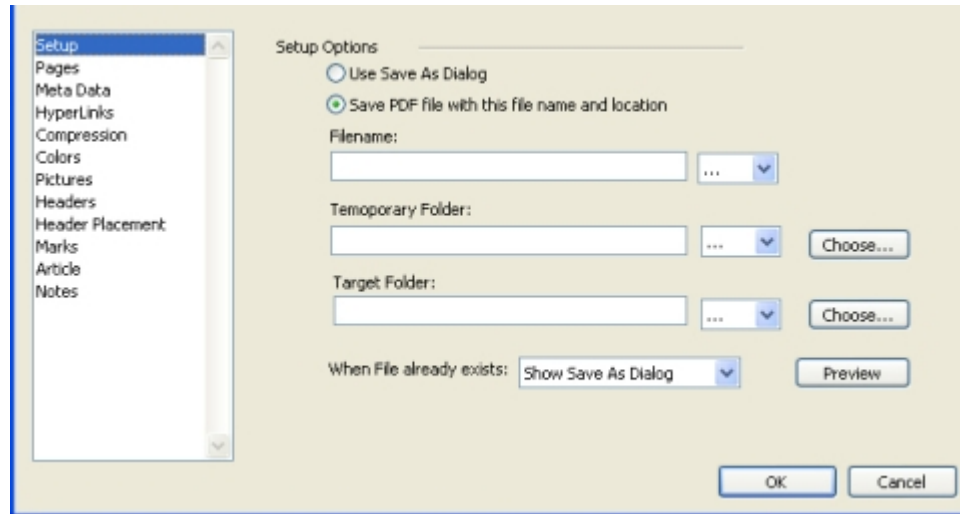 Setup
Pages
Meta Data
HyperLinks
Compression
Colors
Pictures
Headers
Header Placement
Marks
Article
Notes
Setup Options
Use Save As Dialog
Save PDF file with this file name and location
Filename:
...
Temoporary Folder:
...
Choose...
Target Folder:
...
Choose...
When File already exists:
Show Save As Dialog
Preview
OK
Cancel